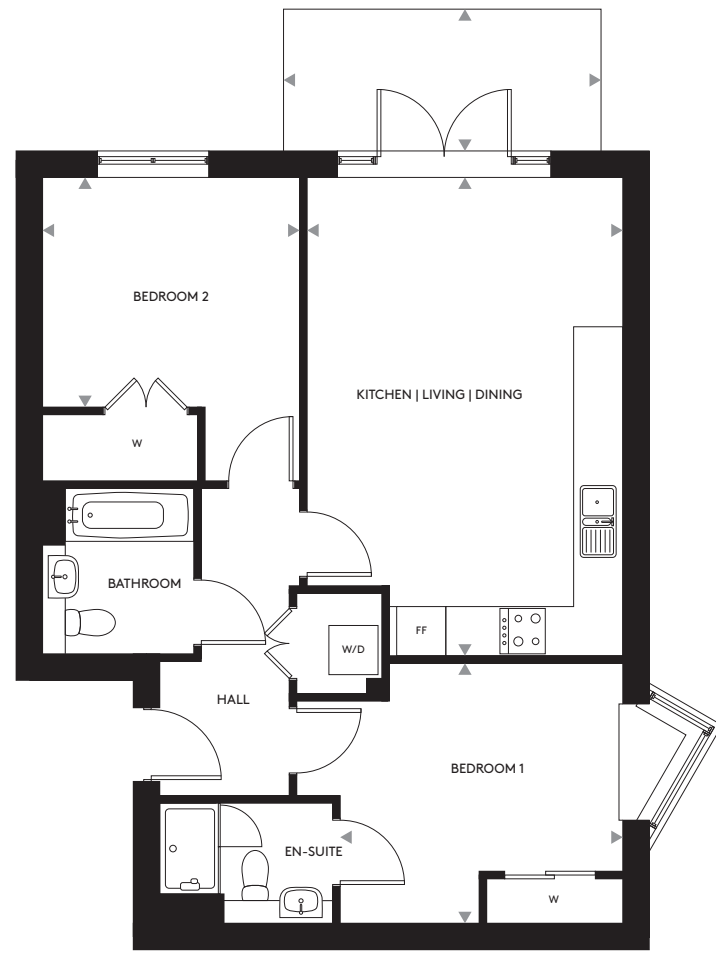 BEDROOM 2
KITCHEN | LIVING | DINING
W
BATHROOM
FF
W/D
HALL
BEDROOM 1
EN-SUITE
W